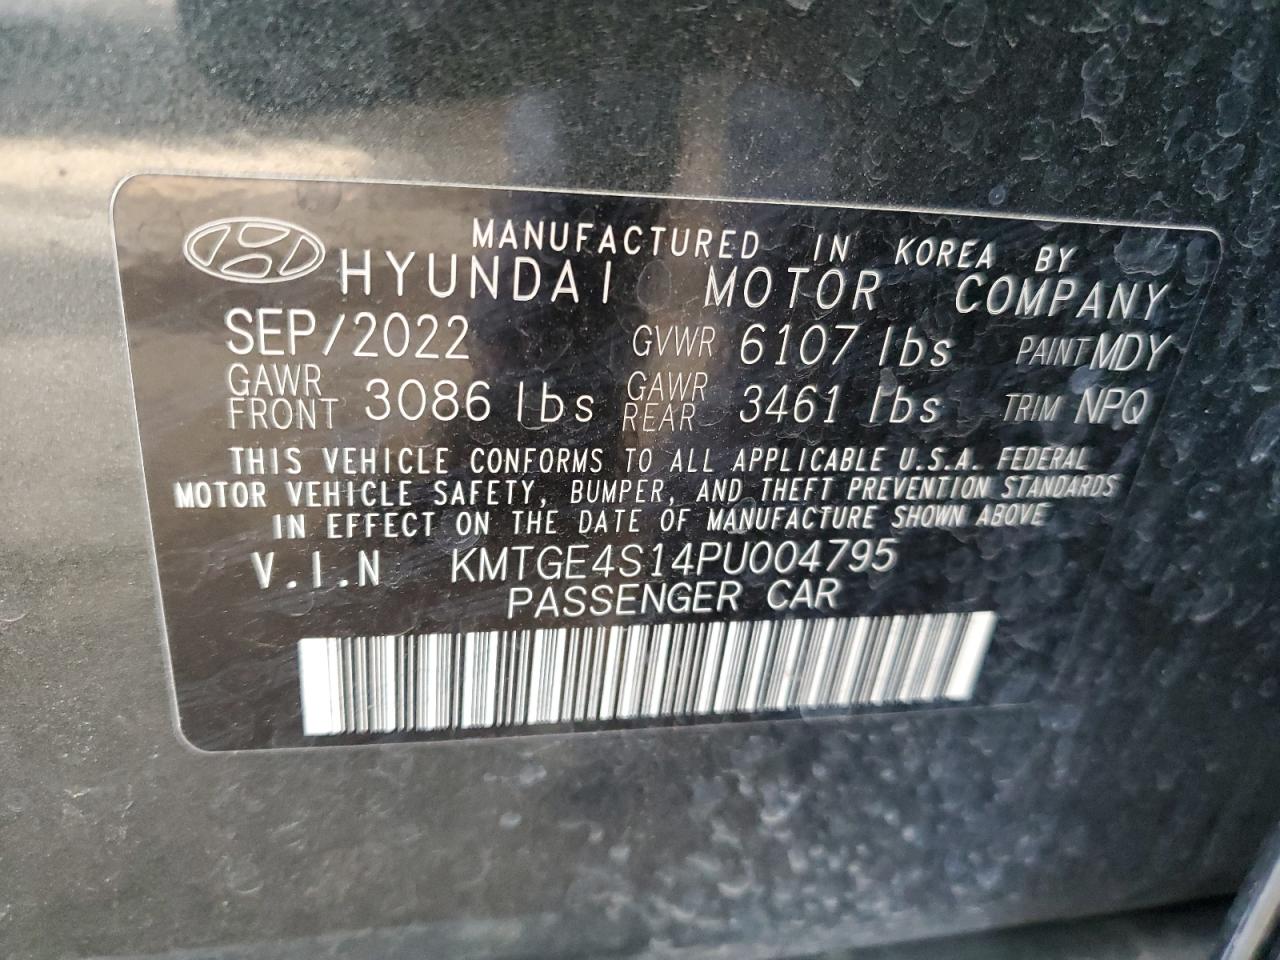 MANUFACTURED IN KOREA BY
HYUNDAI MOTOR COMPANY
SEP/2022 GVWR 6107 lbs PAINT MDY
GAWR FRONT 3086 lbs GAWR REAR 3461 lbs TRIM NPQ
THIS VEHICLE CONFORMS TO ALL APPLICABLE U.S.A. FEDERAL
MOTOR VEHICLE SAFETY, BUMPER, AND THEFT PREVENTION STANDARDS
IN EFFECT ON THE DATE OF MANUFACTURE SHOWN ABOVE
V.I.N KMTGE4S14PU004795
PASSENGER CAR